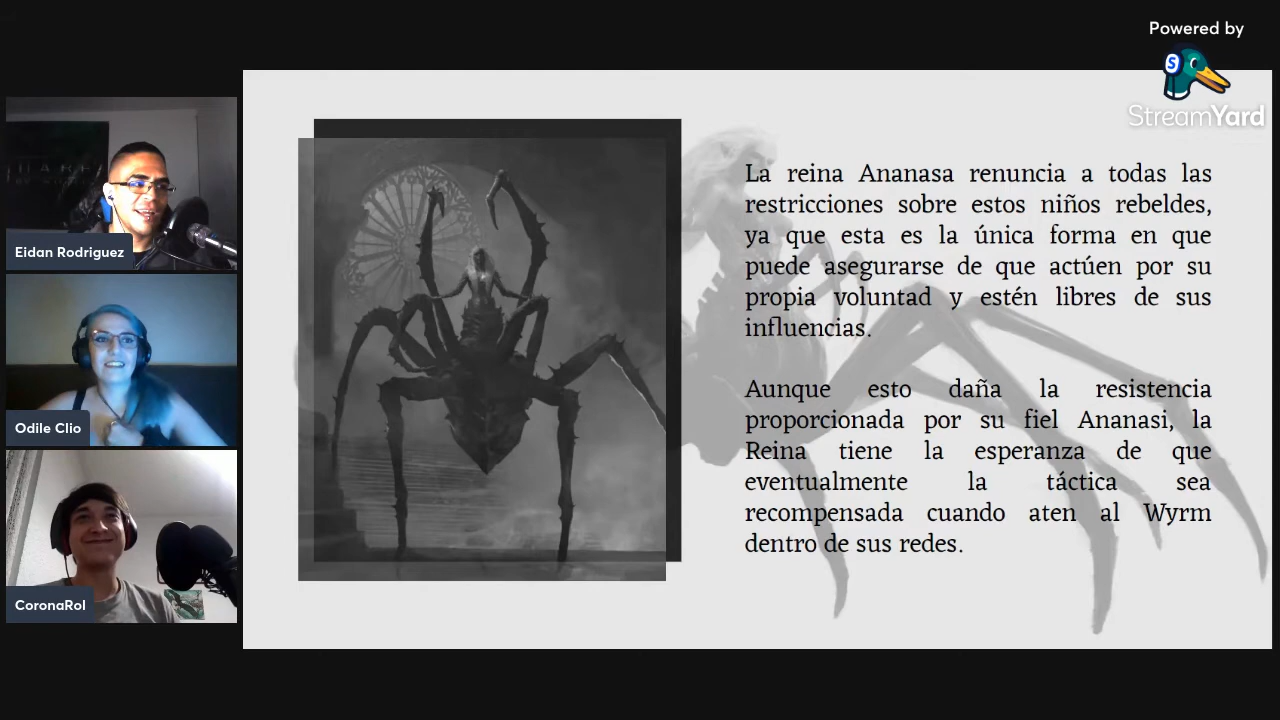 Powered by
StreamYard
Eidan Rodriguez
Odile Clio
CoronaRol
La reina Ananasa renuncia a todas las
restricciones sobre estos niños rebeldes,
ya que esta es la única forma en que
puede asegurarse de que actúen por su
propia voluntad y estén libres de sus
influencias.
Aunque esto daña la resistencia
proporcionada por su fiel Ananasi, la
Reina tiene la esperanza de que
eventualmente la táctica sea
recompensada cuando aten al Wyrm
dentro de sus redes.